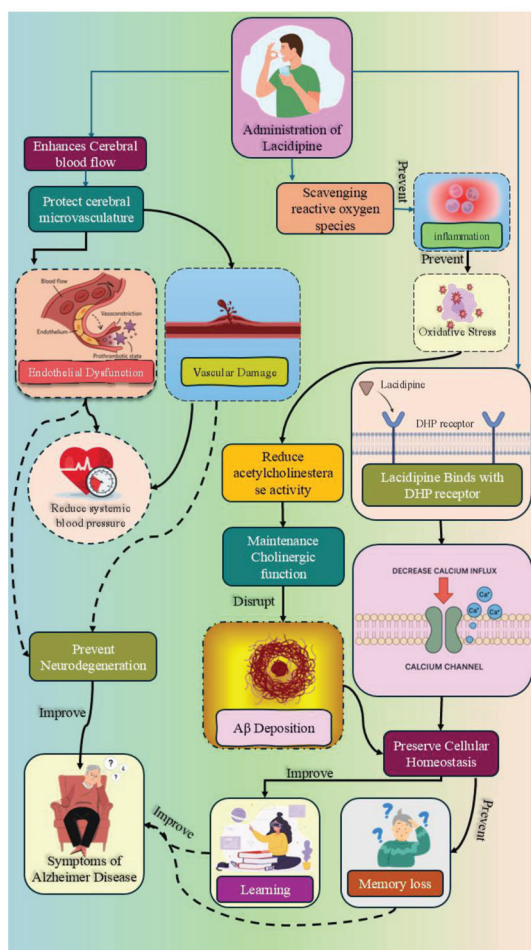 Administration of
Lacidipine
Enhances Cerebral
blood flow
Protect cerebral
microvasculature
Scavenging
reactive oxygen
species
Prevent
inflammation
Prevent
Oxidative Stress
Blood flow
Vasoconstriction
Endothelium
Prothrombotic state
Endothelial Dysfunction
Vascular Damage
Lacidipine
DHP receptor
Lacidipine Binds with
DHP receptor
Reduce systemic
blood pressure
Reduce
acetylcholinestera
se activity
Maintenance
Cholinergic
function
Disrupt
DECREASE CALCIUM INFLUX
Ca⁺
Ca⁺
Ca⁺
CALCIUM CHANNEL
Prevent
Neurodegeneration
Aβ Deposition
Improve
Preserve Cellular
Homeostasis
Improve
Prevent
? ? ?
Symptoms of
Alzheimer Disease
Improve
Learning
? ? ?
Memory loss